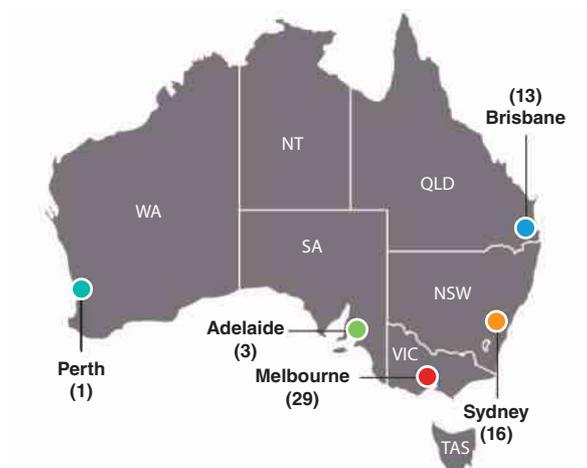 (13)
Brisbane
NT
QLD
WA
SA
NSW
Adelaide
(3)
VIC
Perth
(1)
Melbourne
(29)
Sydney
(16)
TAS